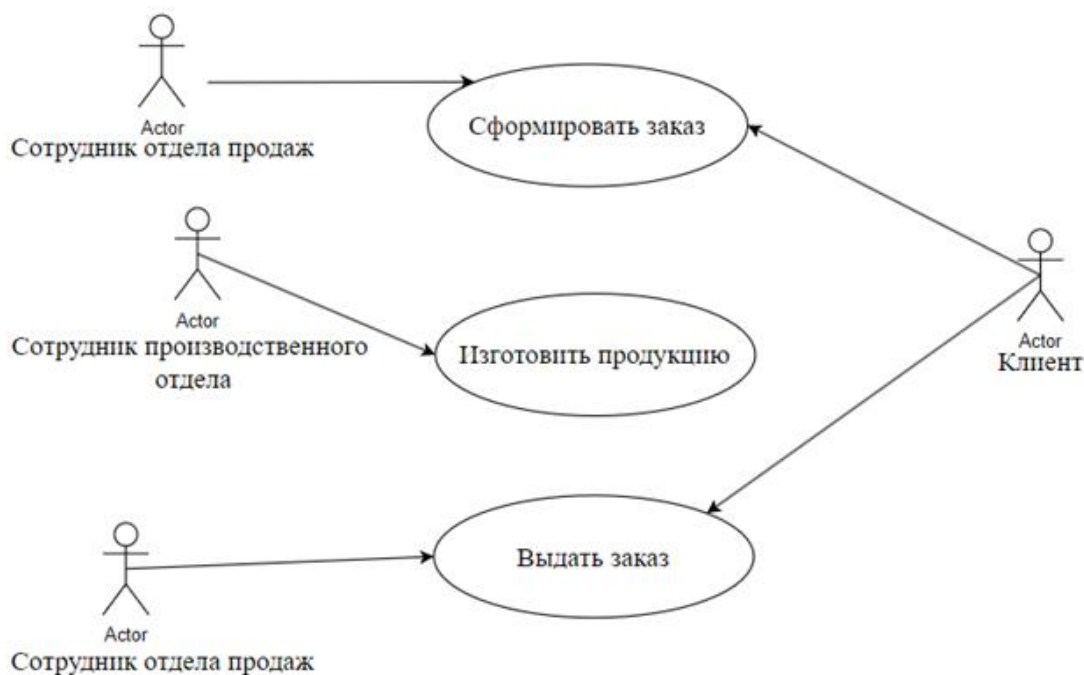 Actor
Сотрудник отдела продаж
Сформировать заказ
Actor
Сотрудник производственного
отдела
Изготовить продукцию
Actor
Клиент
Выдать заказ
Actor
Сотрудник отдела продаж